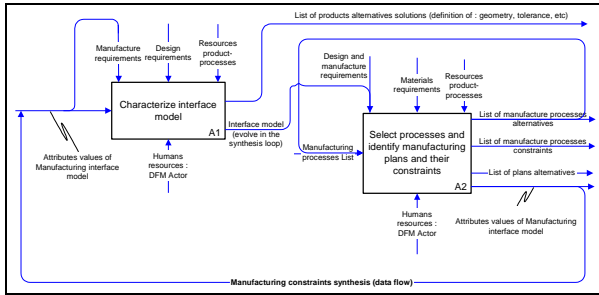 List of products alternatives solutions (definition of : geometry, tolerance, etc)
Manufacture
requirements
Design
requirements
Resources
product-
processes
Characterize interface
model
A1
Attributes values of
Manufacturing interface
model
Humans
resources :
DFM Actor
Interface model
(evolve in the
synthesis loop)
Design and
manufacture
requirements
Materials
requirements
Resources
product-
processes
Manufacturing
processes List
Select processes and
identify manufacturing
plans and their
constraints
A2
List of manufacture processes
alternatives
List of manufacture processes
constraints
List of plans alternatives
Humans
resources :
DFM Actor
Attributes values of Manufacturing
interface model
Manufacturing constraints synthesis (data flow)